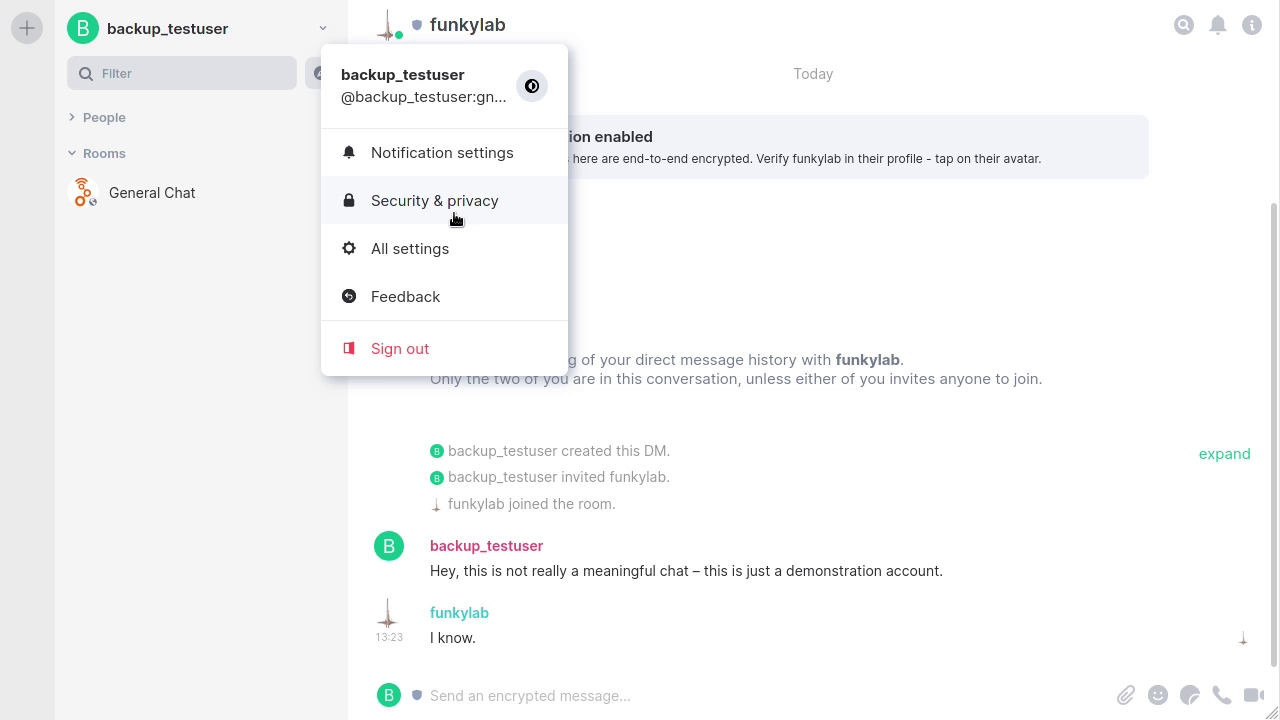 B backup_testuser
Filter
People
Rooms
General Chat
backup_testuser
@backup_testuser:gn...
Notification settings
Security & privacy
All settings
Feedback
Sign out
funkylab
Today
ion enabled
here are end-to-end encrypted. Verify funkylab in their profile - tap on their avatar.
g of your direct message history with funkylab.
Only the two of you are in this conversation, unless either of you invites anyone to join.
B backup_testuser created this DM.
expand
B backup_testuser invited funkylab.
funkylab joined the room.
B backup_testuser
Hey, this is not really a meaningful chat – this is just a demonstration account.
funkylab
13:23 I know.
B Send an encrypted message...